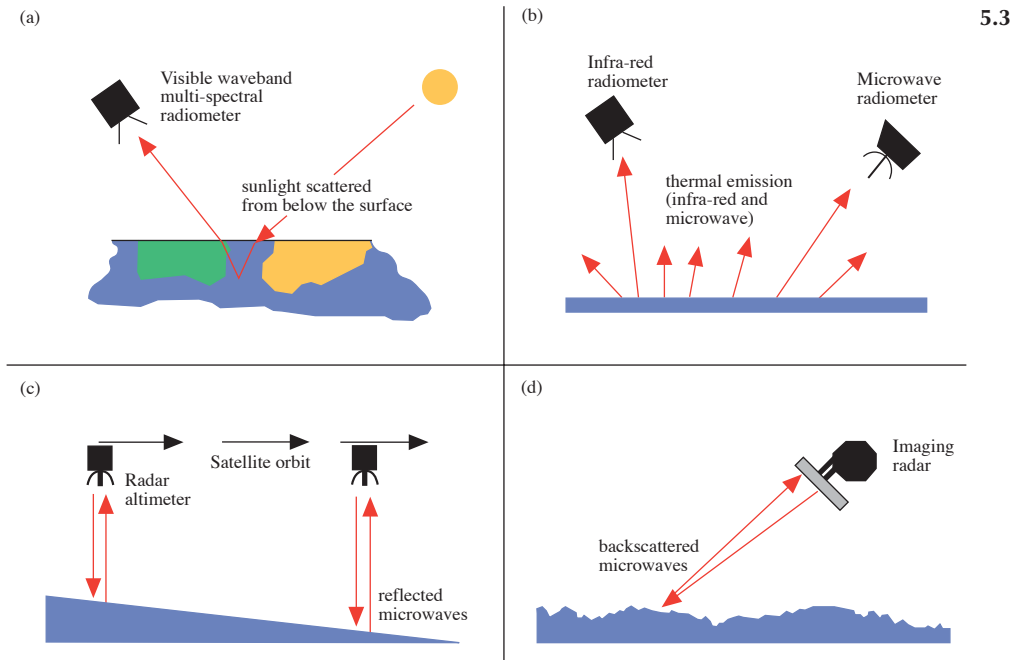 (a)
Visible waveband
multi-spectral
radiometer
sunlight scattered
from below the surface
(b)
5.3
Infra-red
radiometer
Microwave
radiometer
thermal emission
(infra-red and
microwave)
(c)
Satellite orbit
Radar
altimeter
reflected
microwaves
(d)
Imaging
radar
backscattered
microwaves